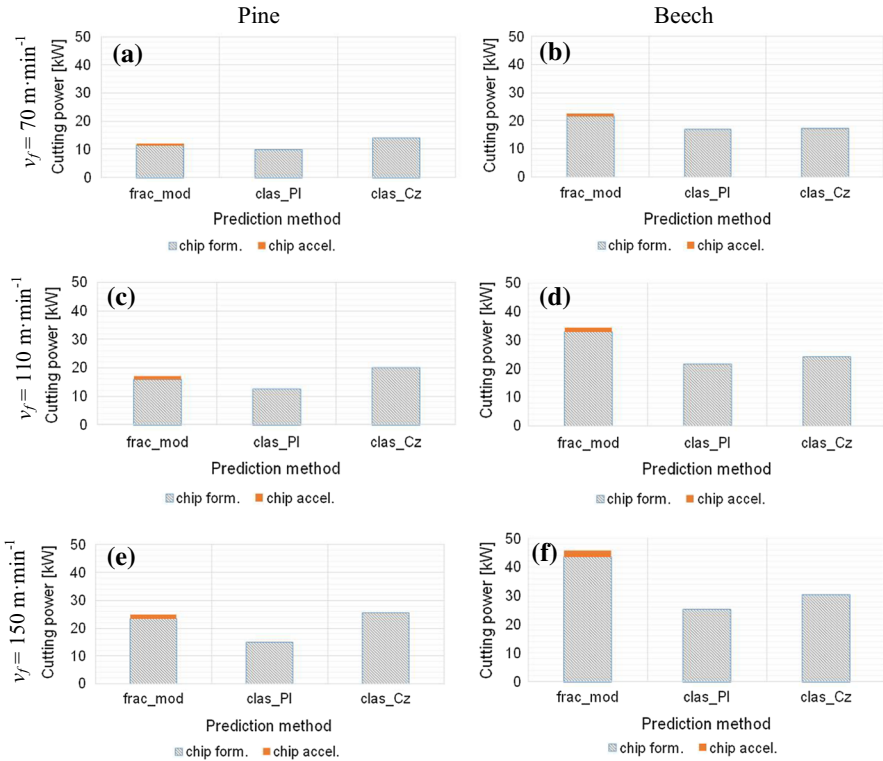 Pine
Beech
v_f = 70 m·min⁻¹
(a)
Cutting power [kW]
50
40
30
20
10
0
frac_mod clas_Pl clas_Cz
Prediction method
chip form. chip accel.
(b)
Cutting power [kW]
50
40
30
20
10
0
frac_mod clas_Pl clas_Cz
Prediction method
chip form. chip accel.
v_f = 110 m·min⁻¹
(c)
Cutting power [kW]
50
40
30
20
10
0
frac_mod clas_Pl clas_Cz
Prediction method
chip form. chip accel.
(d)
Cutting power [kW]
50
40
30
20
10
0
frac_mod clas_Pl clas_Cz
Prediction method
chip form. chip accel.
v_f = 150 m·min⁻¹
(e)
Cutting power [kW]
50
40
30
20
10
0
frac_mod clas_Pl clas_Cz
Prediction method
chip form. chip accel.
(f)
Cutting power [kW]
50
40
30
20
10
0
frac_mod clas_Pl clas_Cz
Prediction method
chip form. chip accel.